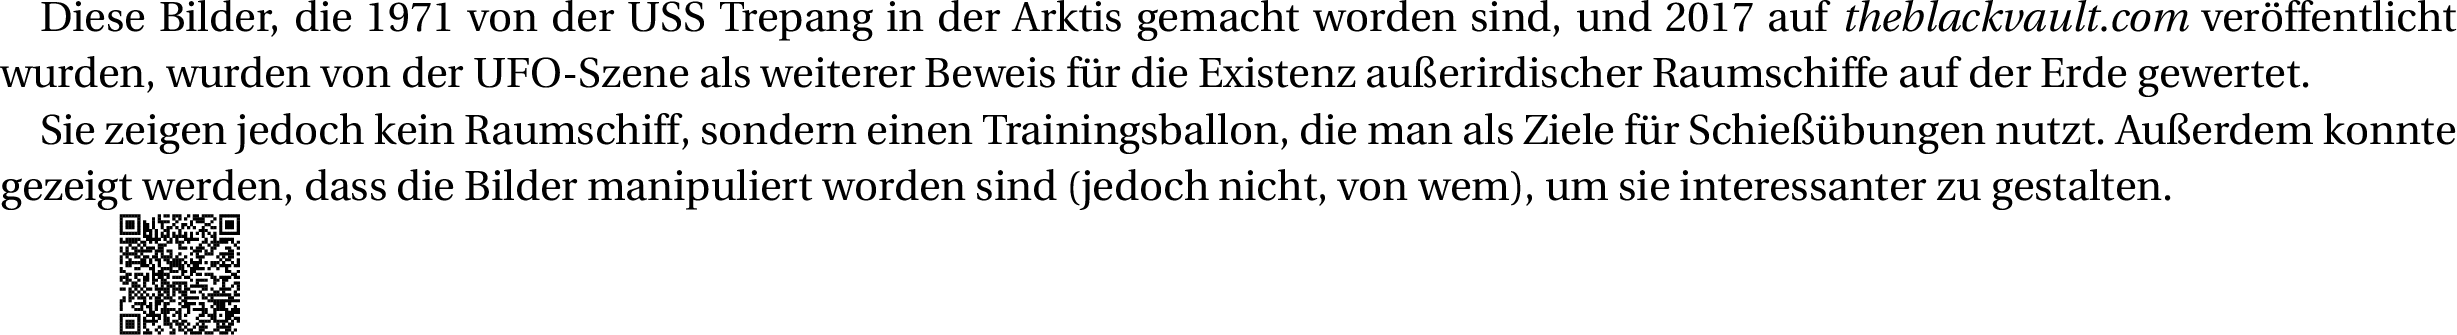 Diese Bilder, die 1971 von der USS Trepang in der Arktis gemacht worden sind, und 2017 auf theblackvault.com veröffentlicht
wurden, wurden von der UFO-Szene als weiterer Beweis für die Existenz außerirdischer Raumschiffe auf der Erde gewertet.
Sie zeigen jedoch kein Raumschiff, sondern einen Trainingsballon, die man als Ziele für Schießübungen nutzt. Außerdem konnte
gezeigt werden, dass die Bilder manipuliert worden sind (jedoch nicht, von wem), um sie interessanter zu gestalten.